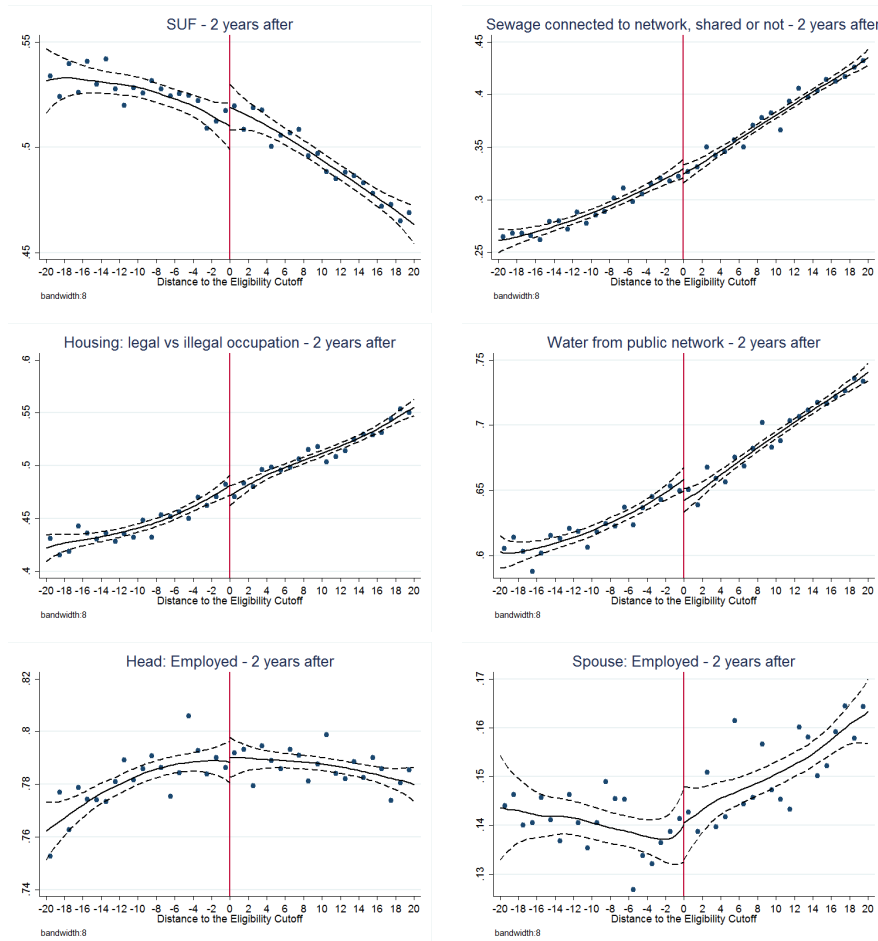 SUF - 2 years after
.55
.5
.45
-20 -18 -16 -14 -12 -10 -8 -6 -4 -2 0 2 4 6 8 10 12 14 16 18 20
Distance to the Eligibility Cutoff
bandwidth:8
Sewage connected to network, shared or not - 2 years after
.45
.4
.35
.3
.25
-20 -18 -16 -14 -12 -10 -8 -6 -4 -2 0 2 4 6 8 10 12 14 16 18 20
Distance to the Eligibility Cutoff
bandwidth:8
Housing: legal vs illegal occupation - 2 years after
.6
.55
.5
.45
.4
-20 -18 -16 -14 -12 -10 -8 -6 -4 -2 0 2 4 6 8 10 12 14 16 18 20
Distance to the Eligibility Cutoff
bandwidth:8
Water from public network - 2 years after
.75
.7
.65
.6
-20 -18 -16 -14 -12 -10 -8 -6 -4 -2 0 2 4 6 8 10 12 14 16 18 20
Distance to the Eligibility Cutoff
bandwidth:8
Head: Employed - 2 years after
.82
.8
.78
.76
.74
-20 -18 -16 -14 -12 -10 -8 -6 -4 -2 0 2 4 6 8 10 12 14 16 18 20
Distance to the Eligibility Cutoff
bandwidth:8
Spouse: Employed - 2 years after
.17
.16
.15
.14
.13
-20 -18 -16 -14 -12 -10 -8 -6 -4 -2 0 2 4 6 8 10 12 14 16 18 20
Distance to the Eligibility Cutoff
bandwidth:8